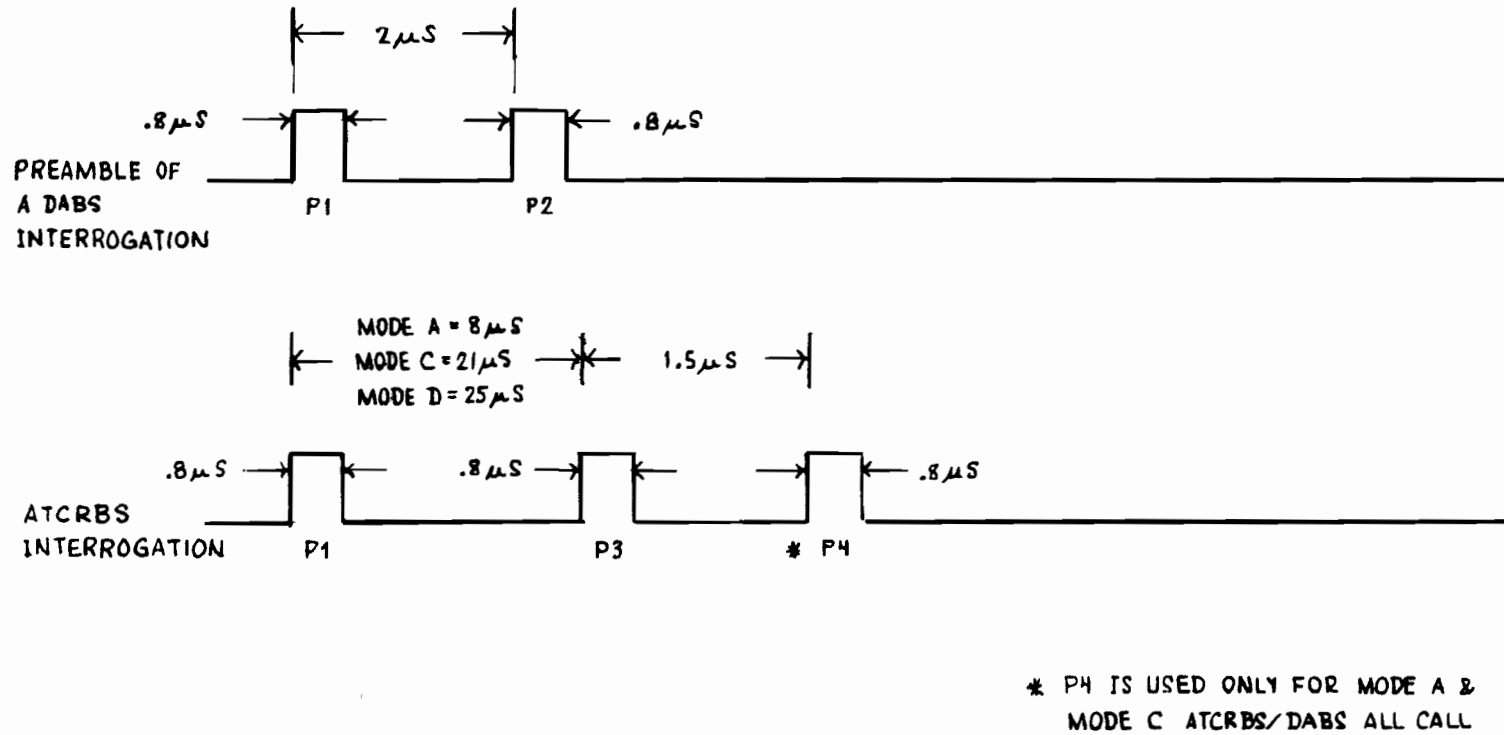 2μS
.8μS
.8μS
PREAMBLE OF
A DABS
INTERROGATION
P1
P2
MODE A = 8μS
MODE C = 21μS
MODE D = 25μS
1.5μS
.8μS
.8μS
.8μS
ATCRBS
INTERROGATION
P1
P3
* P4
* P4 IS USED ONLY FOR MODE A &
MODE C ATCRBS/DABS ALL CALL